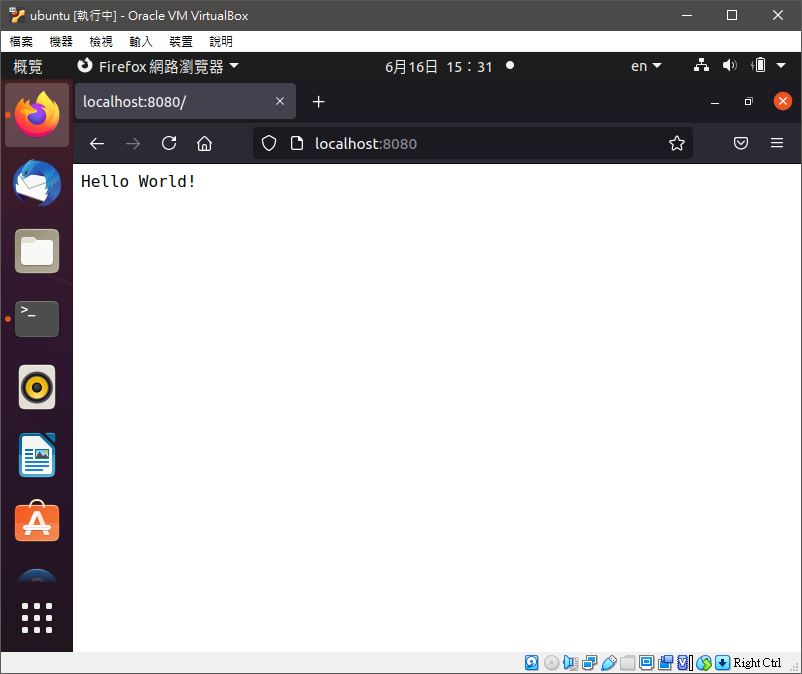 ubuntu [執行中] - Oracle VM VirtualBox
檔案 機器 檢視 輸入 裝置 說明
概覽 Firefox 網路瀏覽器 6月16日 15：31 en
localhost:8080/
localhost:8080
Hello World!
Right Ctrl